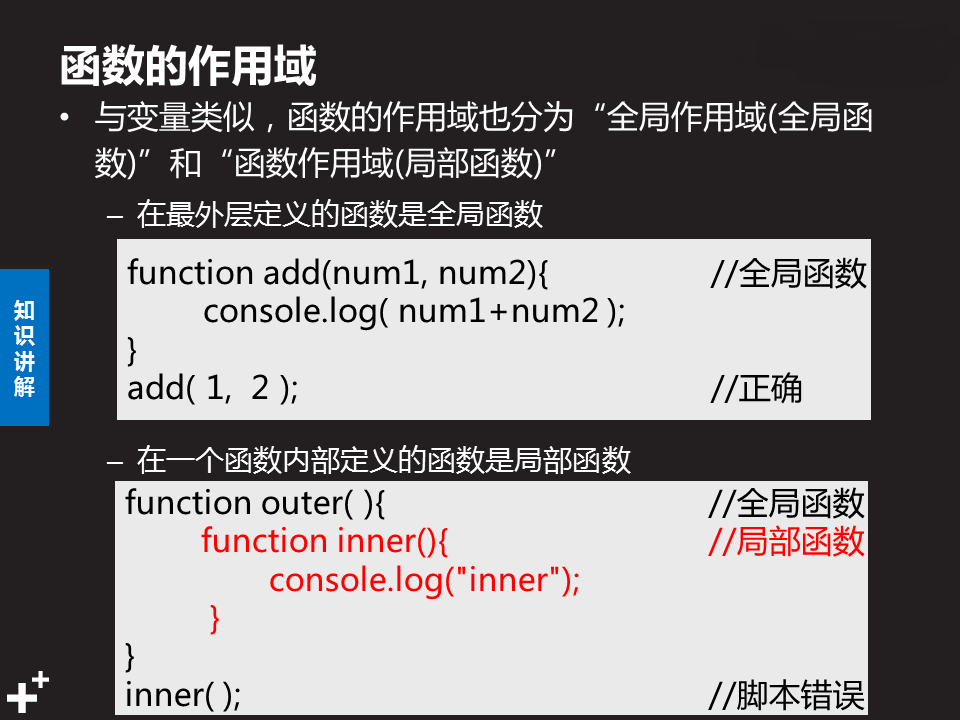 函数的作用域
• 与变量类似，函数的作用域也分为“全局作用域(全局函
数)”和“函数作用域(局部函数)”
– 在最外层定义的函数是全局函数
function add(num1, num2){ //全局函数
console.log( num1+num2 );
}
add( 1, 2 ); //正确
知
识
讲
解
– 在一个函数内部定义的函数是局部函数
function outer( ){ //全局函数
function inner(){ //局部函数
console.log("inner");
}
}
inner( ); //脚本错误